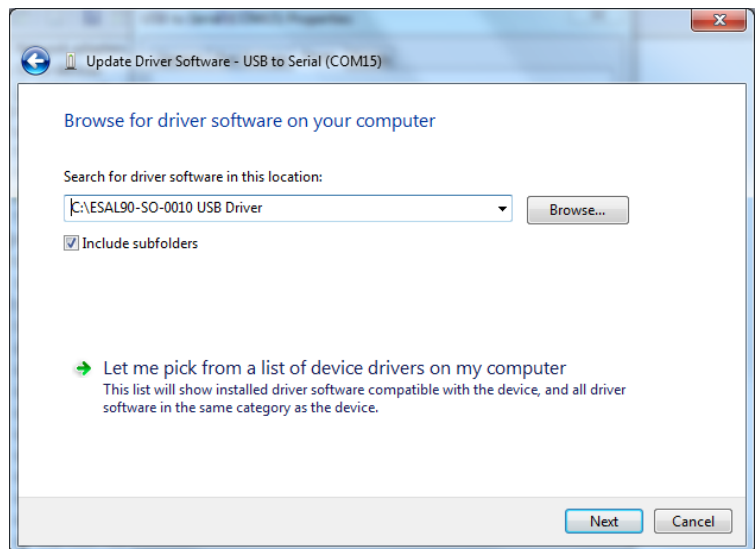 Update Driver Software - USB to Serial (COM15)
Browse for driver software on your computer
Search for driver software in this location:
C:\ESAL90-SO-0010 USB Driver
Browse...
Include subfolders
Let me pick from a list of device drivers on my computer
This list will show installed driver software compatible with the device, and all driver
software in the same category as the device.
Next
Cancel